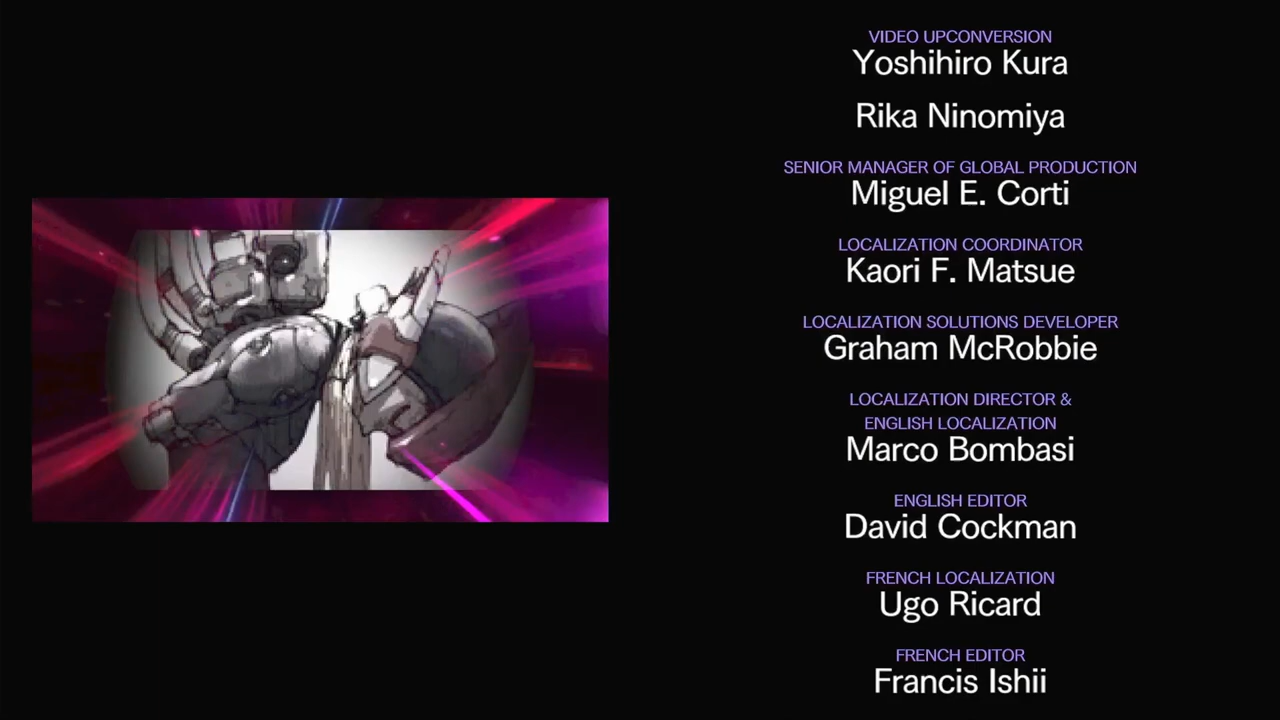 VIDEO UPCONVERSION
Yoshihiro Kura
Rika Ninomiya
SENIOR MANAGER OF GLOBAL PRODUCTION
Miguel E. Corti
LOCALIZATION COORDINATOR
Kaori F. Matsue
LOCALIZATION SOLUTIONS DEVELOPER
Graham McRobbie
LOCALIZATION DIRECTOR &
ENGLISH LOCALIZATION
Marco Bombasi
ENGLISH EDITOR
David Cockman
FRENCH LOCALIZATION
Ugo Ricard
FRENCH EDITOR
Francis Ishii